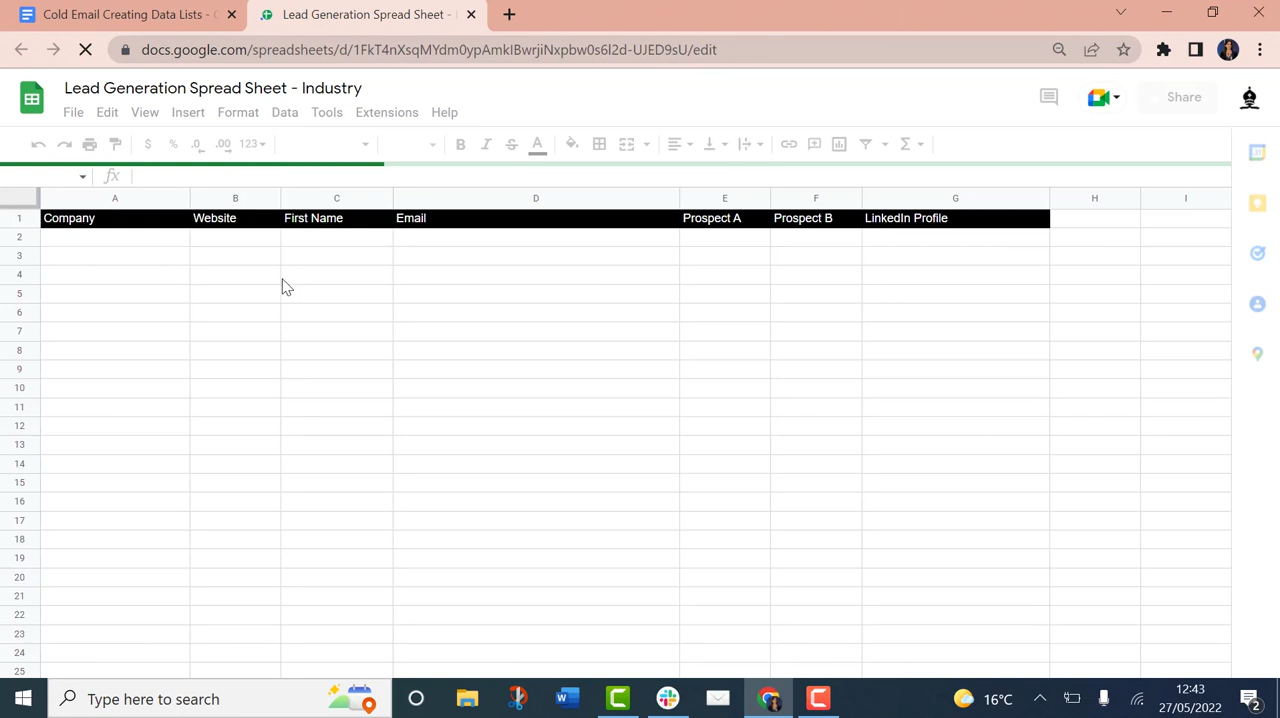 Cold Email Creating Data Lists -
Lead Generation Spread Sheet -
docs.google.com/spreadsheets/d/1FkT4nXsqMYdm0ypAmkIBwrjiNxpbw0s6l2d-UJED9sU/edit
Lead Generation Spread Sheet - Industry
File Edit View Insert Format Data Tools Extensions Help
Share
$ % .0 .00 123 B I S A Σ
fx
A B C D E F G H I
1 Company Website First Name Email Prospect A Prospect B LinkedIn Profile
2
3
4
5
6
7
8
9
10
11
12
13
14
15
16
17
18
19
20
21
22
23
24
25
Type here to search
16°C
12:43
27/05/2022
2